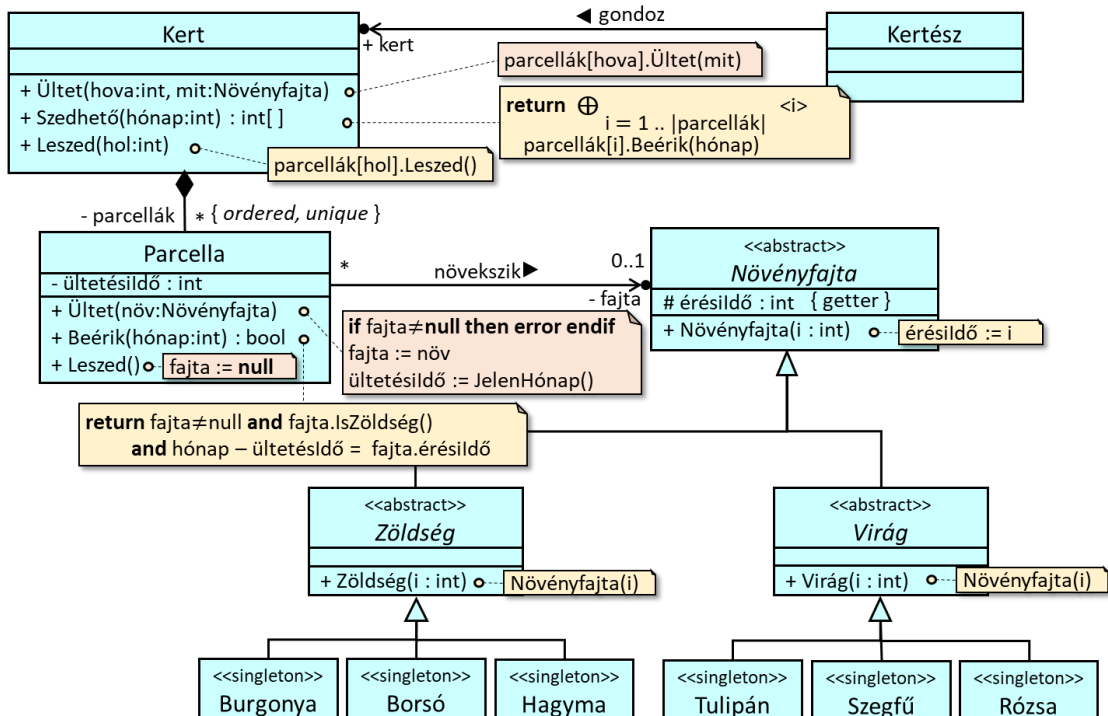 Kert
+ Ültet(hova:int, mit:Növényfajta)
+ Szedhető(hónap:int) : int[ ]
+ Leszed(hol:int)
◀ gondoz
+ kert
Kertész
parcellák[hova].Ültet(mit)
return ⊕ <i>
i = 1 .. |parcellák|
parcellák[i].Beérik(hónap)
parcellák[hol].Leszed()
- parcellák * { ordered, unique }
Parcella
- ültetésiIdő : int
+ Ültet(növ:Növényfajta)
+ Beérik(hónap:int) : bool
+ Leszed()
fajta := null
* növekszik ▶ 0..1
- fajta
if fajta≠null then error endif
fajta := növ
ültetésiIdő := JelenHónap()
<<abstract>>
Növényfajta
# érésiIdő : int { getter }
+ Növényfajta(i : int)
érésiIdő := i
return fajta≠null and fajta.IsZöldség()
and hónap – ültetésIdő = fajta.érésiIdő
<<abstract>>
Zöldség
+ Zöldség(i : int)
Növényfajta(i)
<<abstract>>
Virág
+ Virág(i : int)
Növényfajta(i)
<<singleton>>
Burgonya
<<singleton>>
Borsó
<<singleton>>
Hagyma
<<singleton>>
Tulipán
<<singleton>>
Szegfű
<<singleton>>
Rózsa